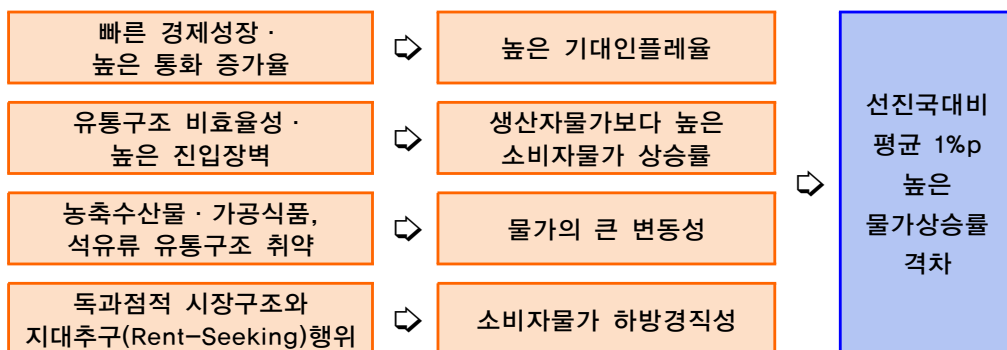 빠른 경제성장·
높은 통화 증가율
높은 기대인플레율
유통구조 비효율성·
높은 진입장벽
생산자물가보다 높은
소비자물가 상승률
농축수산물·가공식품,
석유류 유통구조 취약
물가의 큰 변동성
독과점적 시장구조와
지대추구(Rent-Seeking)행위
소비자물가 하방경직성
선진국대비
평균 1%p
높은
물가상승률
격차